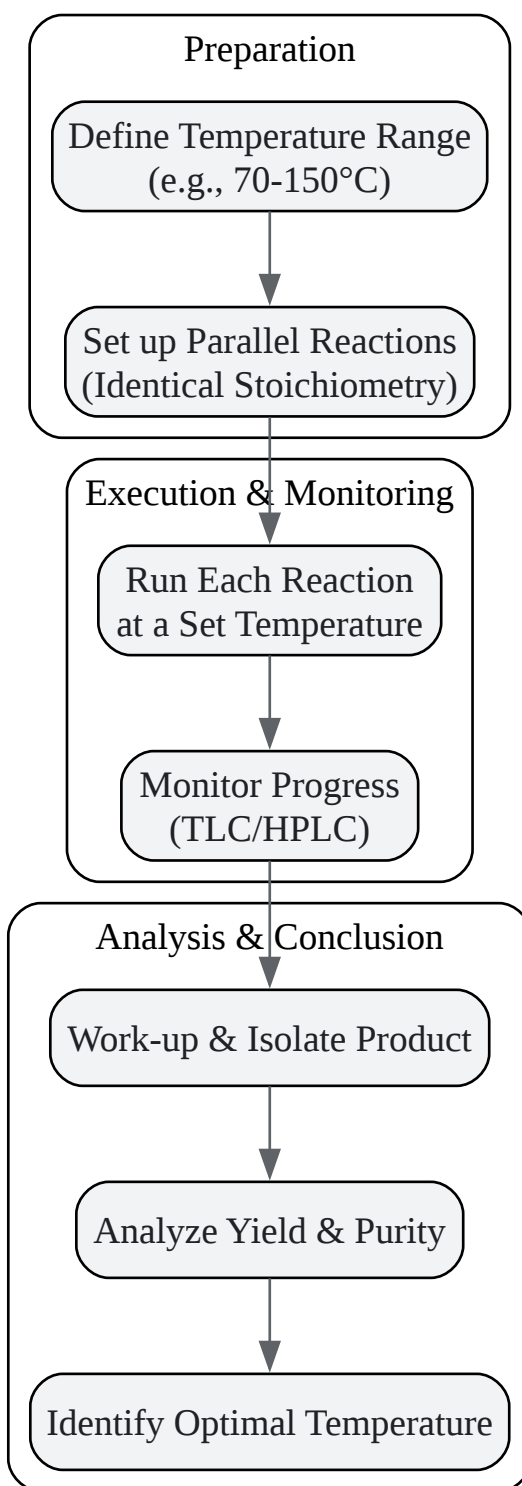 Preparation
Define Temperature Range
(e.g., 70-150°C)
Set up Parallel Reactions
(Identical Stoichiometry)
Execution & Monitoring
Run Each Reaction
at a Set Temperature
Monitor Progress
(TLC/HPLC)
Analysis & Conclusion
Work-up & Isolate Product
Analyze Yield & Purity
Identify Optimal Temperature